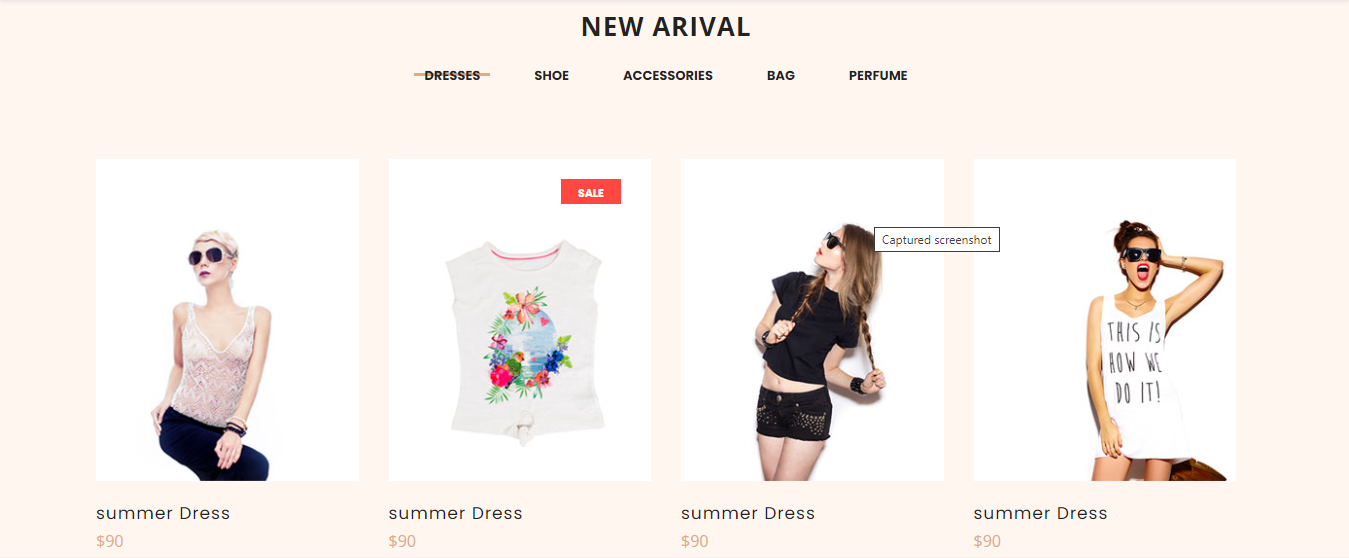 NEW ARIVAL
DRESSES SHOE ACCESSORIES BAG PERFUME
SALE
Captured screenshot
THIS IS
HOW WE
DO IT!
summer Dress summer Dress summer Dress summer Dress
$90 $90 $90 $90